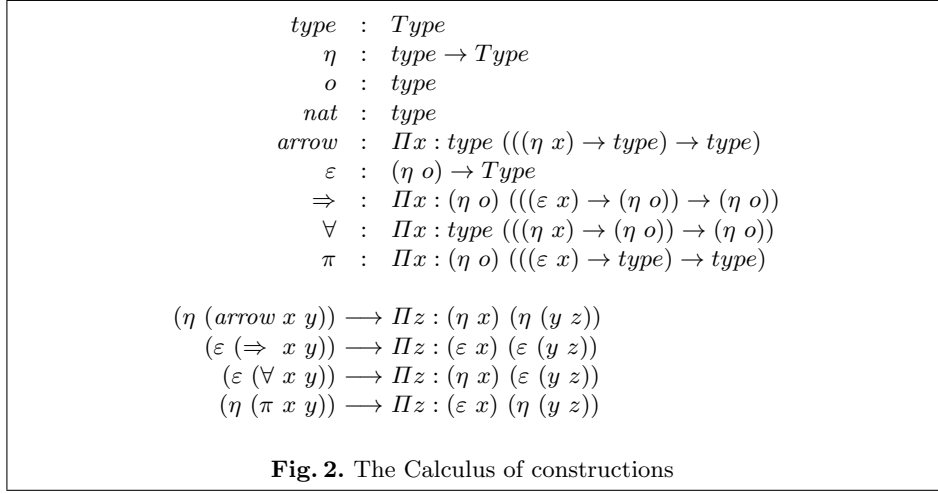 type : Type
η : type → Type
o : type
nat : type
arrow : Πx : type (((η x) → type) → type)
ε : (η o) → Type
⇒ : Πx : (η o) (((ε x) → (η o)) → (η o))
∀ : Πx : type (((η x) → (η o)) → (η o))
π : Πx : (η o) (((ε x) → type) → type)
(η (arrow x y)) ⟶ Πz : (η x) (η (y z))
(ε (⇒ x y)) ⟶ Πz : (ε x) (ε (y z))
(ε (∀ x y)) ⟶ Πz : (η x) (ε (y z))
(η (π x y)) ⟶ Πz : (ε x) (η (y z))
Fig. 2. The Calculus of constructions